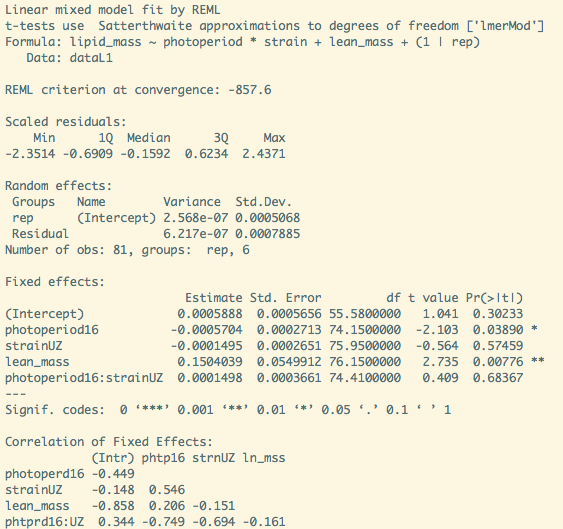 Linear mixed model fit by REML
t-tests use  Satterthwaite approximations to degrees of freedom ['lmerMod']
Formula: lipid_mass ~ photoperiod * strain + lean_mass + (1 | rep)
   Data: dataL1

REML criterion at convergence: -857.6

Scaled residuals:
    Min      1Q  Median      3Q     Max
-2.3514 -0.6909 -0.1592  0.6234  2.4371

Random effects:
 Groups   Name        Variance  Std.Dev.
 rep      (Intercept) 2.568e-07 0.0005068
 Residual             6.217e-07 0.0007885
Number of obs: 81, groups:  rep, 6

Fixed effects:
                         Estimate Std. Error         df t value Pr(>|t|)
(Intercept)             0.0005888  0.0005656 55.5800000   1.041  0.30233
photoperiod16          -0.0005704  0.0002713 74.1500000  -2.103  0.03890 *
strainUZ               -0.0001495  0.0002651 75.9500000  -0.564  0.57459
lean_mass               0.1504039  0.0549912 76.1500000   2.735  0.00776 **
photoperiod16:strainUZ  0.0001498  0.0003661 74.4100000   0.409  0.68367
---
Signif. codes:  0 ‘***’ 0.001 ‘**’ 0.01 ‘*’ 0.05 ‘.’ 0.1 ‘ ’ 1

Correlation of Fixed Effects:
            (Intr) phtp16 strnUZ ln_mss
photoperd16 -0.449
strainUZ    -0.148  0.546
lean_mass   -0.858  0.206 -0.151
phtprd16:UZ  0.344 -0.749 -0.694 -0.161